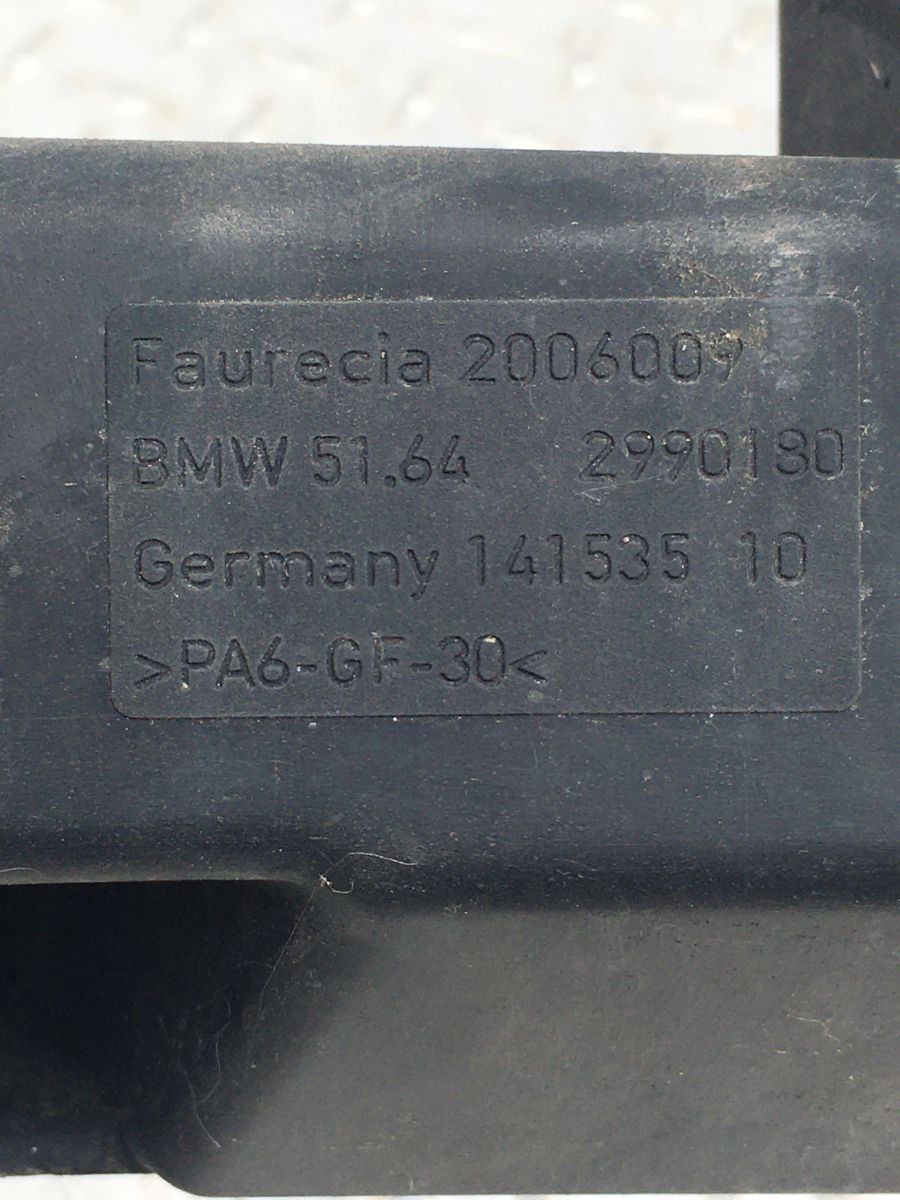 Faurecia 2006009
BMW 51.64 2990180
Germany 141535 10
>PA6-GF-30<